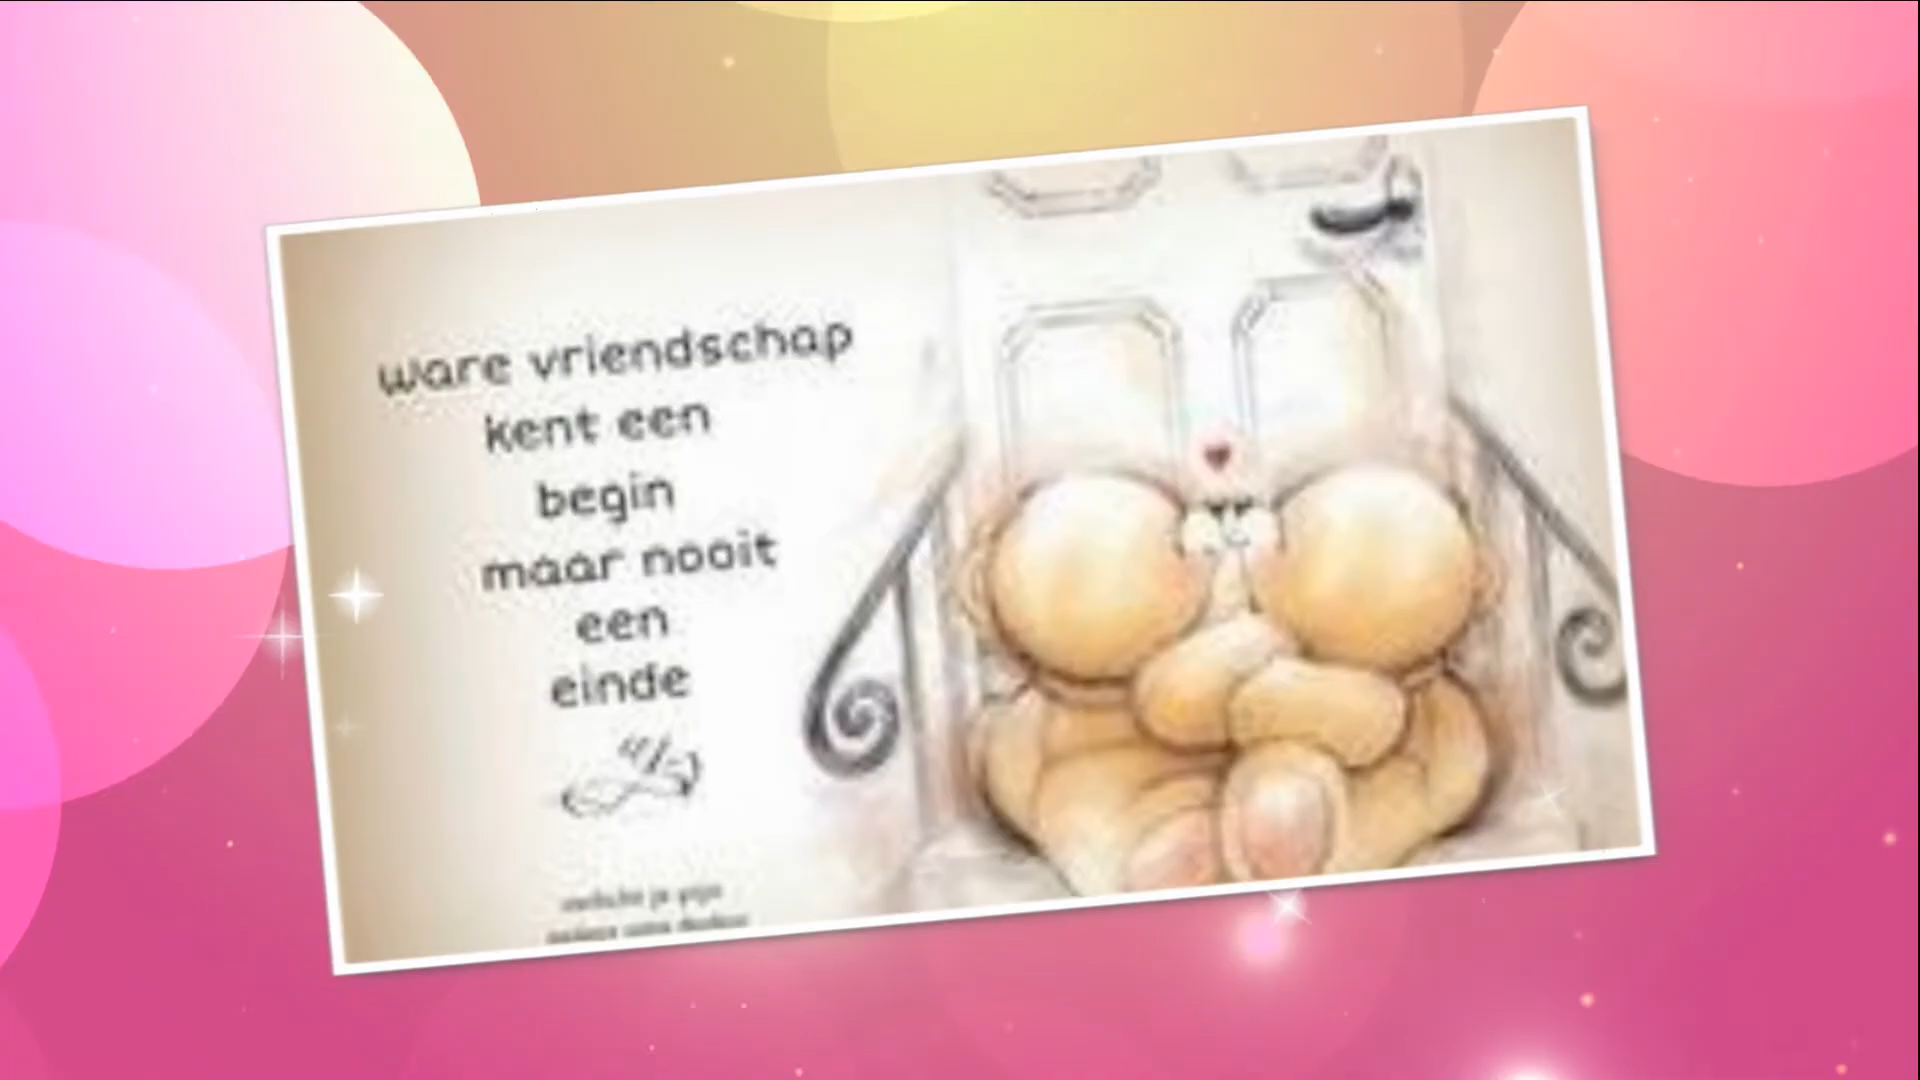 ware vriendschap
kent een
begin
maar nooit
een
einde